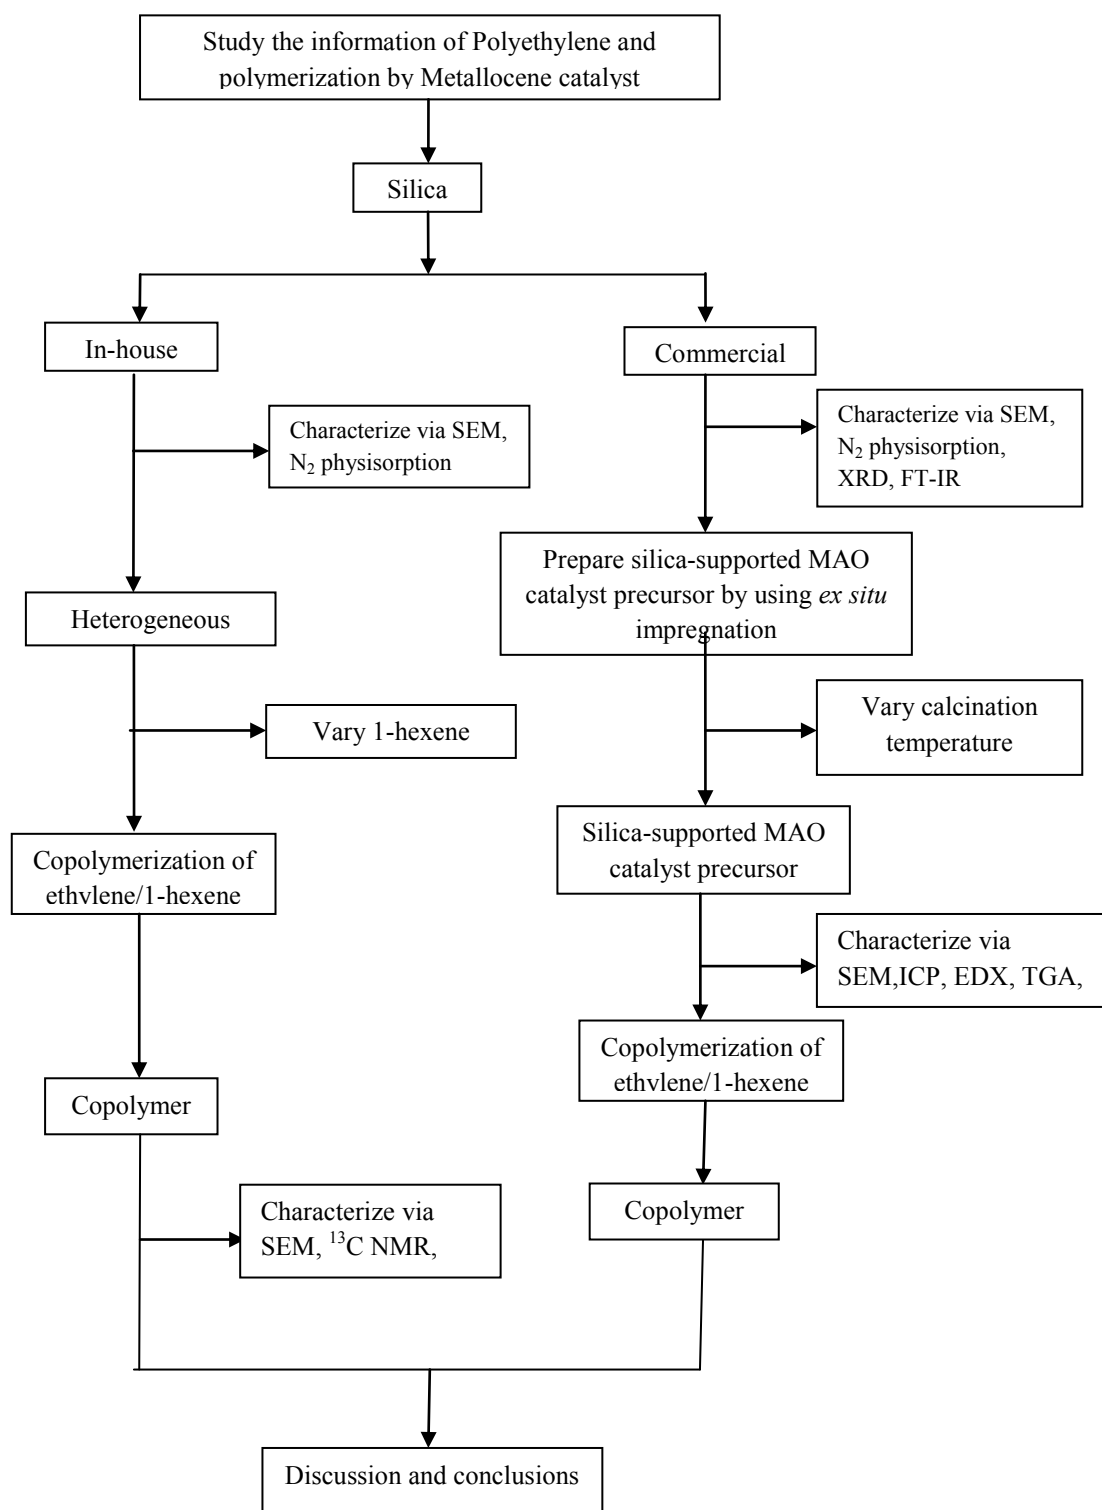 Study the information of Polyethylene and
polymerization by Metallocene catalyst
Silica
In-house
Commercial
Characterize via SEM,
N₂ physisorption
Characterize via SEM,
N₂ physisorption,
XRD, FT-IR
Prepare silica-supported MAO
catalyst precursor by using ex situ
impregnation
Heterogeneous
Vary 1-hexene
Vary calcination
temperature
Silica-supported MAO
catalyst precursor
Copolymerization of
ethylene/1-hexene
Characterize via
SEM,ICP, EDX, TGA,
Copolymerization of
ethylene/1-hexene
Copolymer
Copolymer
Characterize via
SEM, ¹³C NMR,
Discussion and conclusions